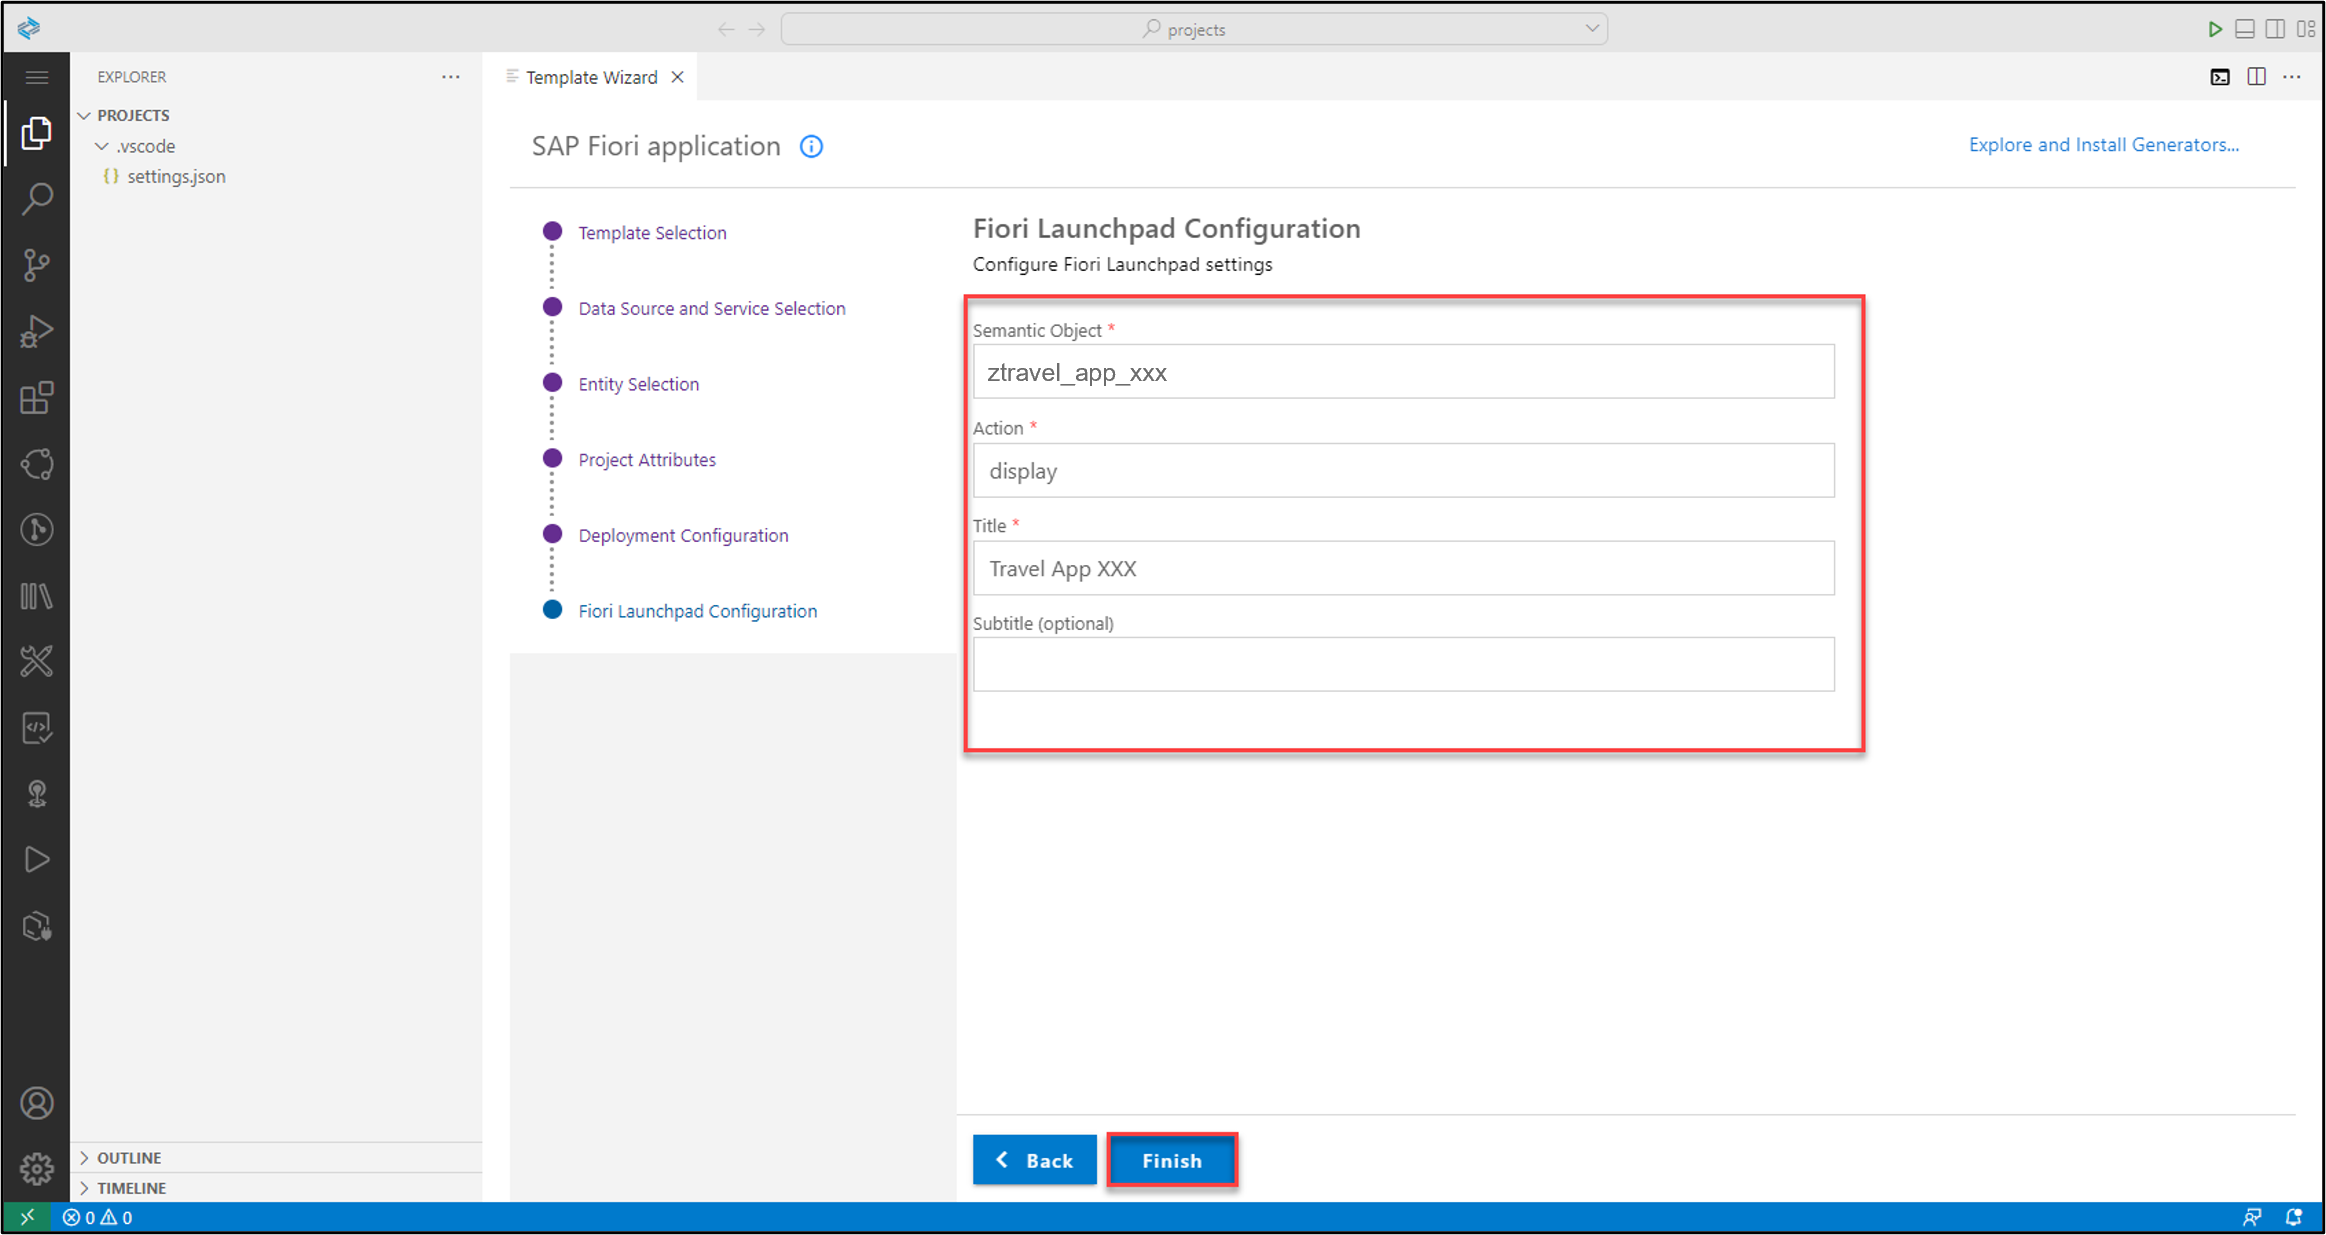 projects
EXPLORER
Template Wizard
PROJECTS
.vscode
{} settings.json
SAP Fiori application
Explore and Install Generators...
Template Selection
Data Source and Service Selection
Entity Selection
Project Attributes
Deployment Configuration
Fiori Launchpad Configuration
Fiori Launchpad Configuration
Configure Fiori Launchpad settings
Semantic Object *
ztravel_app_xxx
Action *
display
Title *
Travel App XXX
Subtitle (optional)
Back
Finish
OUTLINE
TIMELINE
0 0